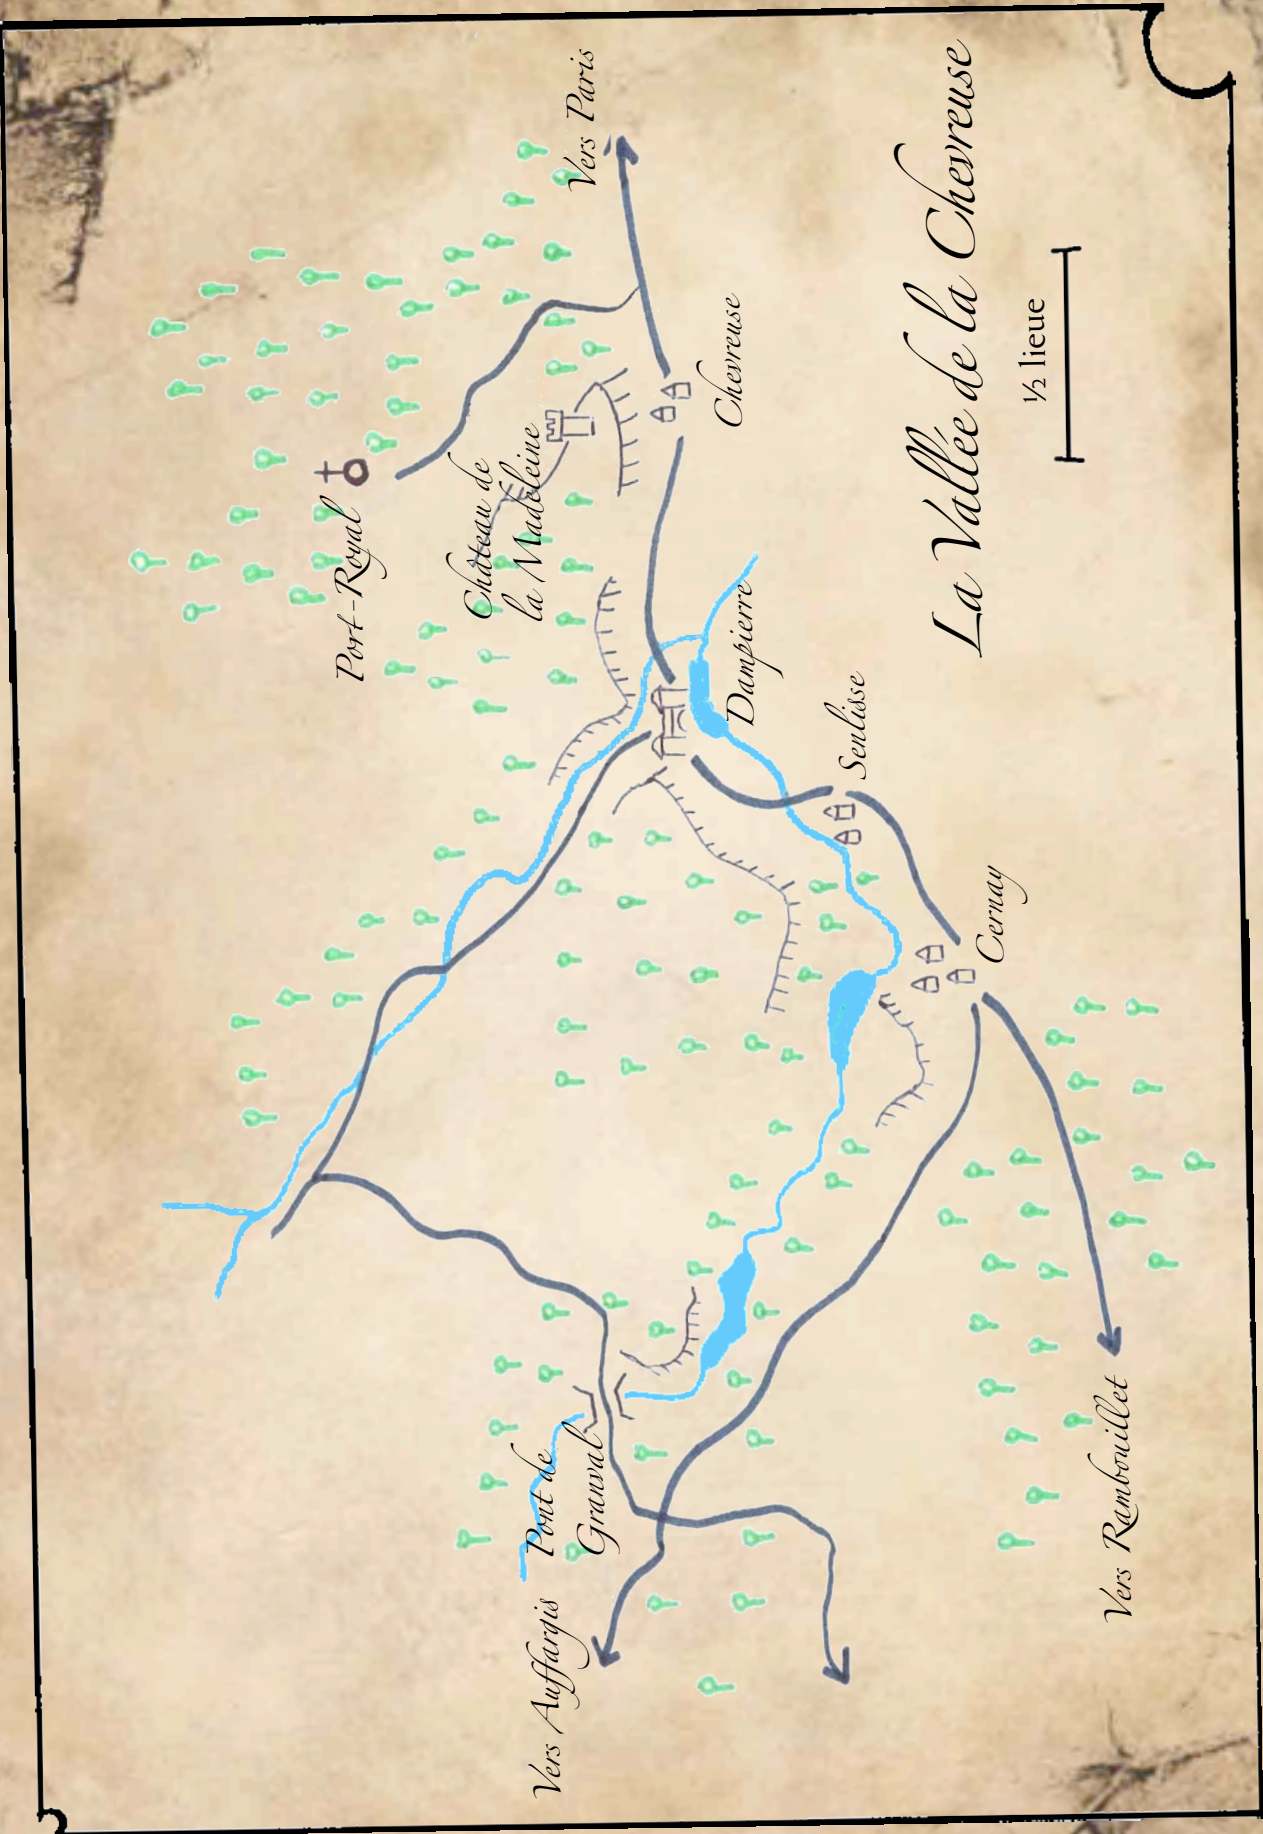 Port-Royal
Château de
la Madeleine
Vers Paris
Chevreuse
Dampierre
Senlisse
Cernay
Pont de
Granval
Vers Auffargis
Vers Rambouillet
La Vallée de la Chevreuse
½ lieue